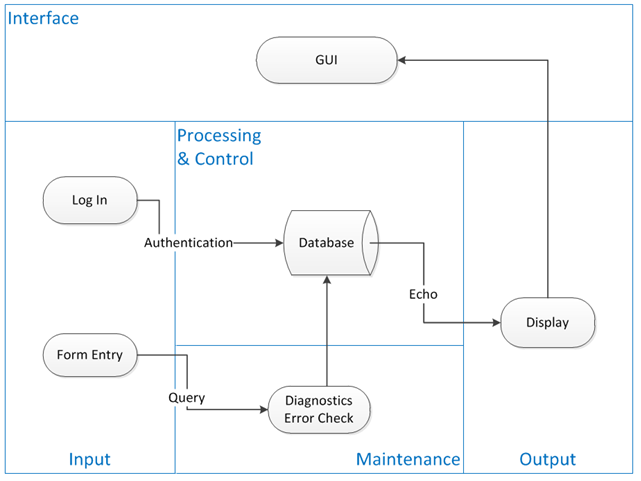 Interface
GUI
Processing
& Control
Log In
Authentication
Database
Echo
Display
Form Entry
Query
Diagnostics
Error Check
Input
Maintenance
Output